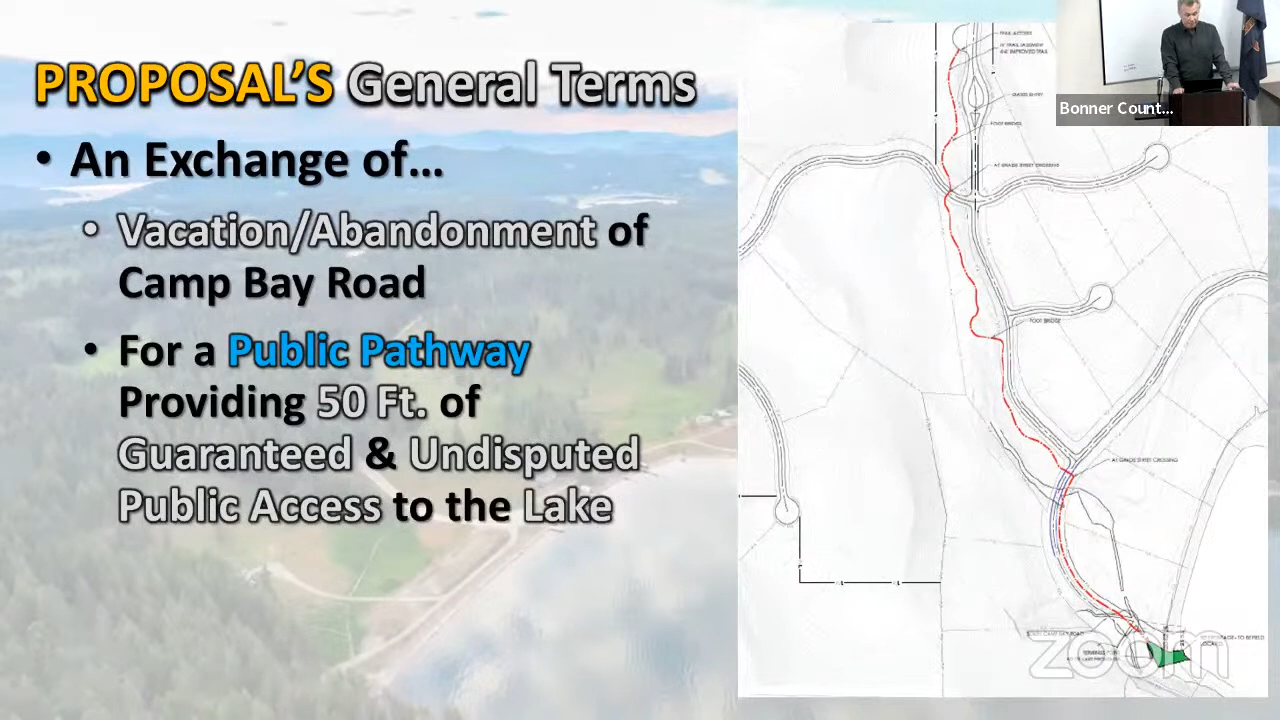 PROPOSAL'S General Terms
• An Exchange of...
• Vacation/Abandonment of
Camp Bay Road
• For a Public Pathway
Providing 50 Ft. of
Guaranteed & Undisputed
Public Access to the
Lake
TRAIL ACCESS
FOOT BRIDGE
AT GRADE STREET CROSSING
FOOT BRIDGE
AT GRADE STREET CROSSING
Bonner Count...
zoom